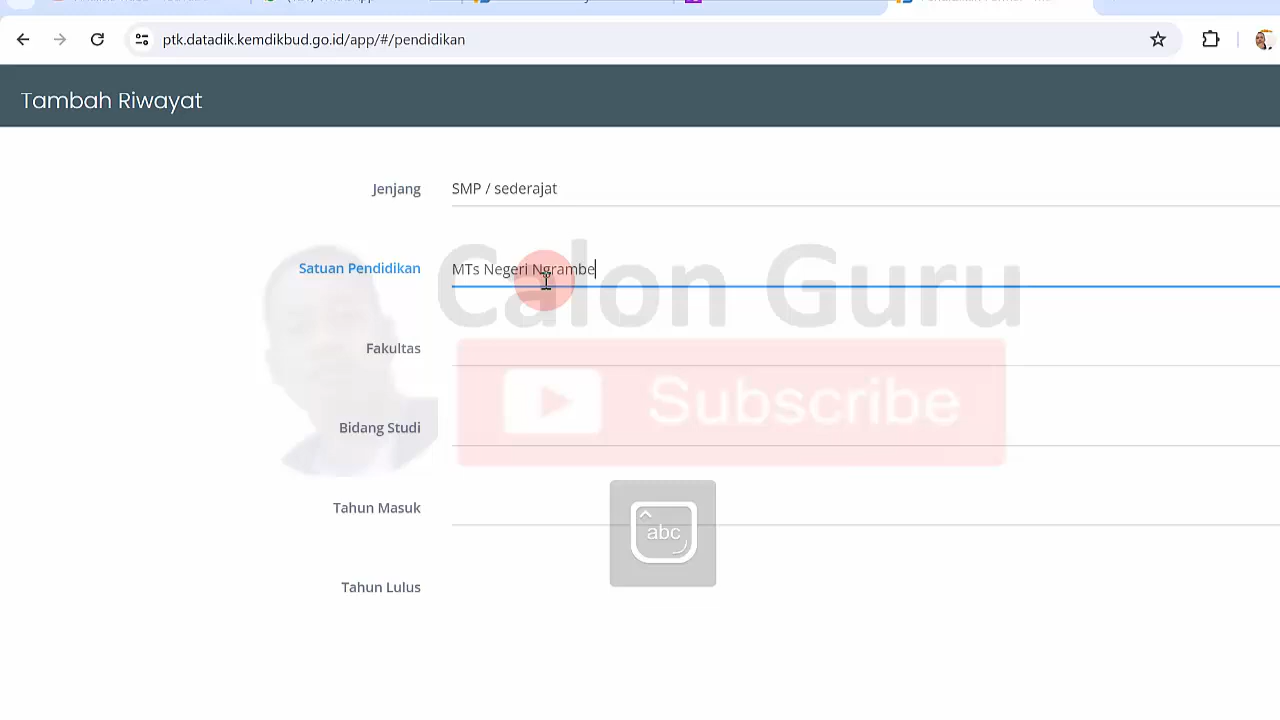 ptk.datadik.kemdikbud.go.id/app/#/pendidikan
Tambah Riwayat
Jenjang
SMP / sederajat
Satuan Pendidikan
MTs Negeri Ngrambe
Calon Guru
Fakultas
Subscribe
Bidang Studi
Tahun Masuk
abc
Tahun Lulus